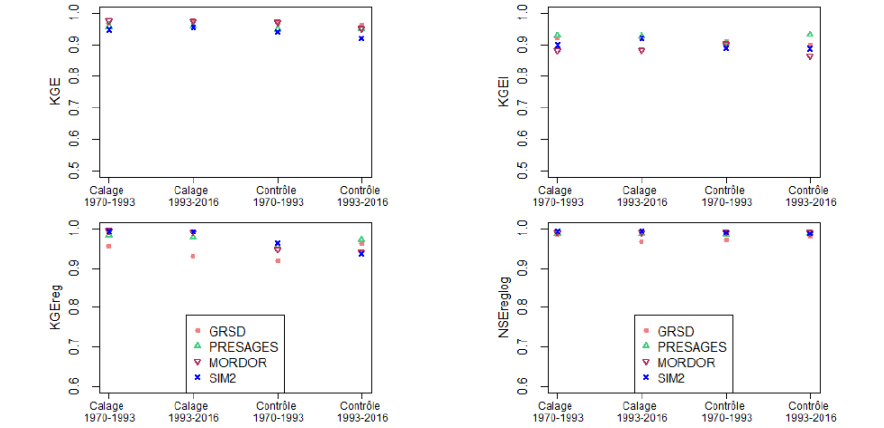 KGE
0.5 0.6 0.7 0.8 0.9 1.0
Calage Calage Contrôle Contrôle
1970-1993 1993-2016 1970-1993 1993-2016
KGEl
0.5 0.6 0.7 0.8 0.9 1.0
Calage Calage Contrôle Contrôle
1970-1993 1993-2016 1970-1993 1993-2016
KGEreg
0.6 0.7 0.8 0.9 1.0
GRSD
PRESAGES
MORDOR
SIM2
Calage Calage Contrôle Contrôle
1970-1993 1993-2016 1970-1993 1993-2016
NSEreglog
0.6 0.7 0.8 0.9 1.0
GRSD
PRESAGES
MORDOR
SIM2
Calage Calage Contrôle Contrôle
1970-1993 1993-2016 1970-1993 1993-2016